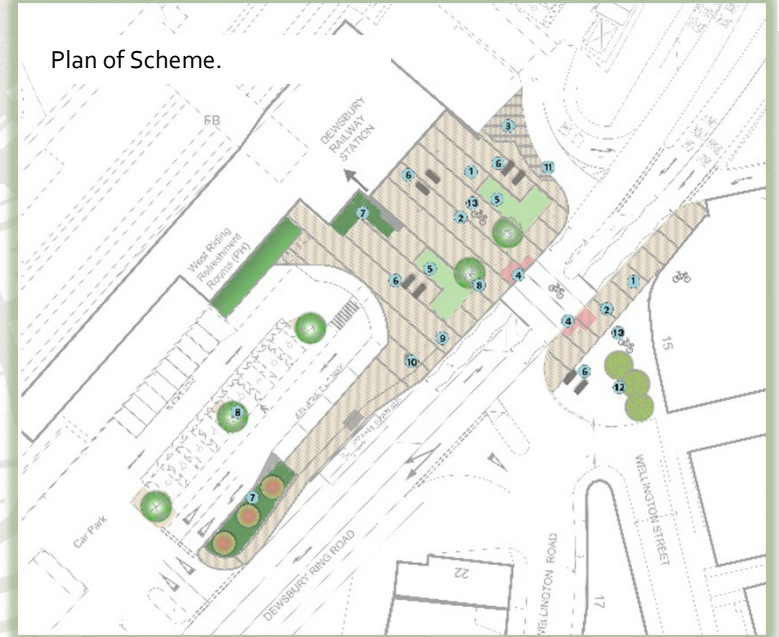 Plan of Scheme.
FB
DEWSBURY
RAILWAY
STATION
3
6
11
6
1
5
13
2
7
West Riding
Refreshment
Rooms (PH)
5
4
6
8
1
2
4
13
9
15
10
6
12
8
7
Car Park
DEWSBURY RING ROAD
WELLINGTON STREET
WELLINGTON ROAD
22
17